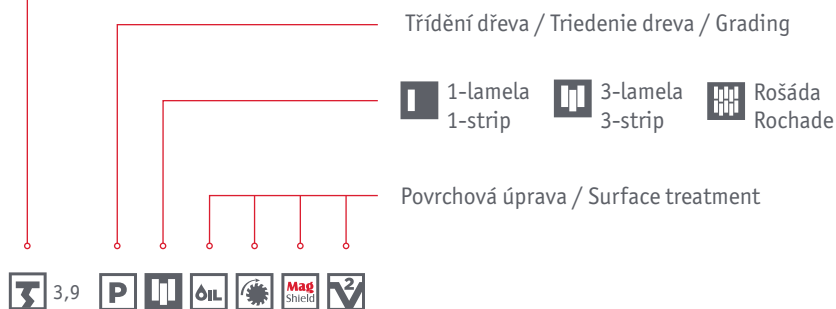 Třídění dřeva / Triedenie dreva / Grading
1-lamela
1-strip
3-lamela
3-strip
Rošáda
Rochade
Povrchová úprava / Surface treatment
3,9
P
OIL
Mag
Shield
2V